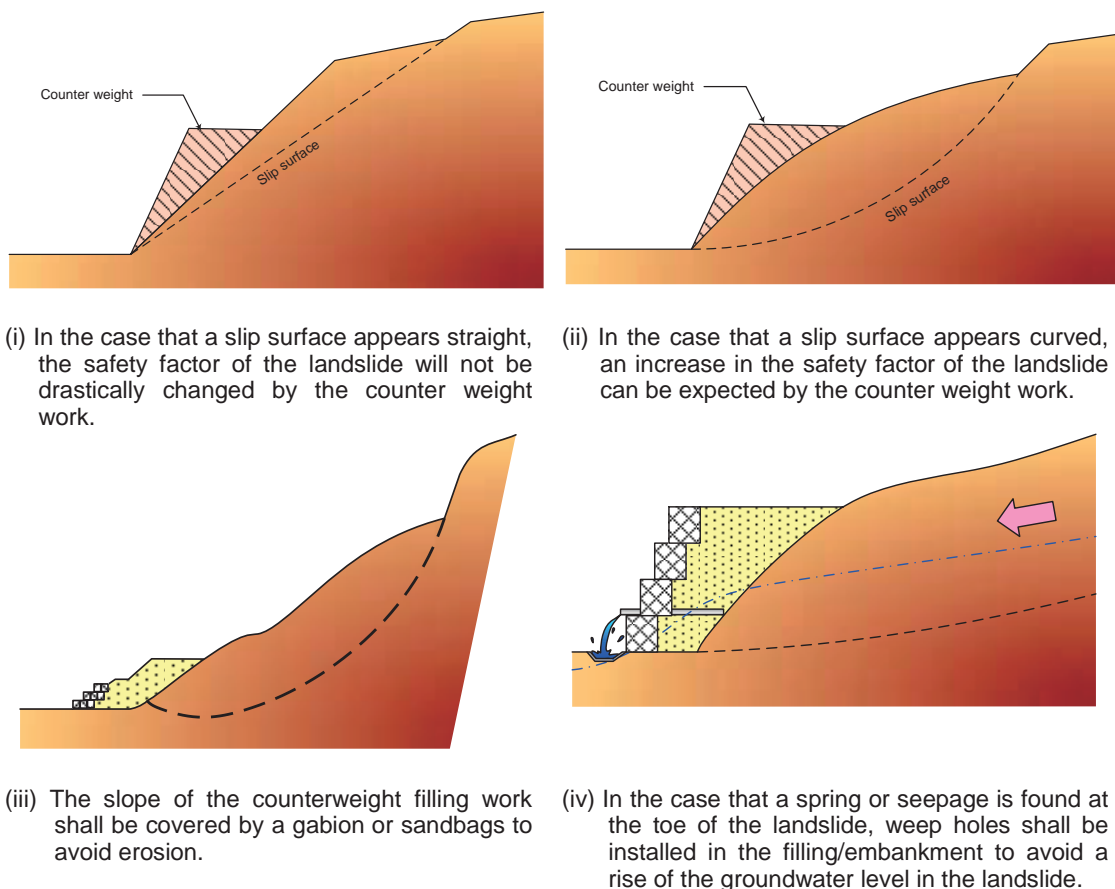 Counter weight
Slip surface
Counter weight
Slip surface
(i) In the case that a slip surface appears straight,
the safety factor of the landslide will not be
drastically changed by the counter weight
work.
(ii) In the case that a slip surface appears curved,
an increase in the safety factor of the landslide
can be expected by the counter weight work.
(iii) The slope of the counterweight filling work
shall be covered by a gabion or sandbags to
avoid erosion.
(iv) In the case that a spring or seepage is found at
the toe of the landslide, weep holes shall be
installed in the filling/embankment to avoid a
rise of the groundwater level in the landslide.